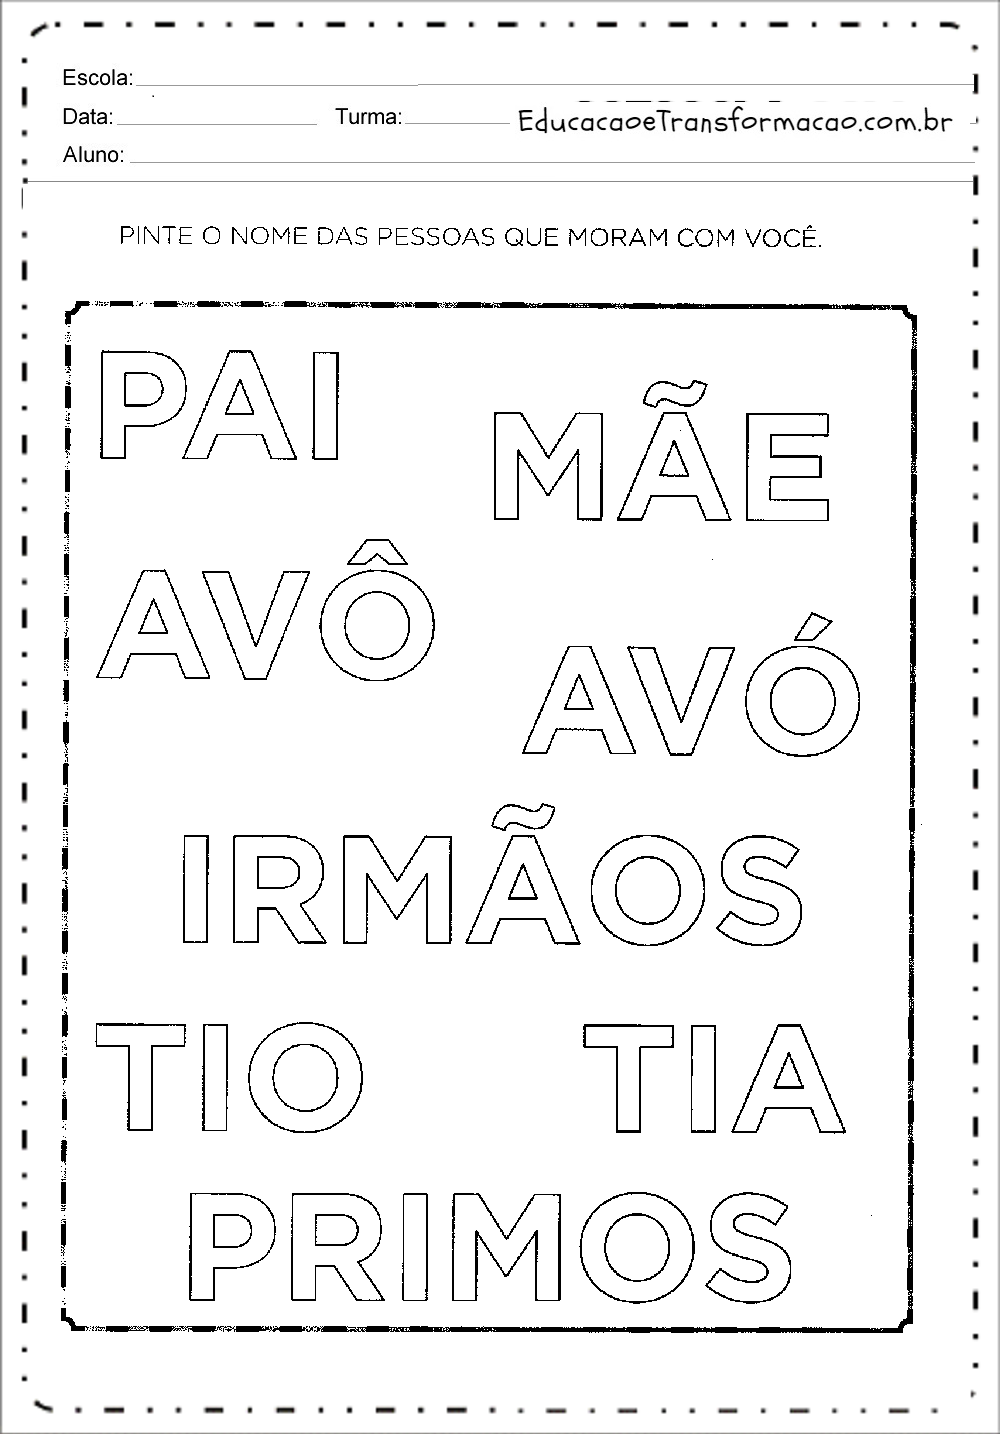 Escola:
Data: Turma: EducacaoeTransformacao.com.br
Aluno:
PINTE O NOME DAS PESSOAS QUE MORAM COM VOCÊ.
PAI
MÃE
AVÔ
AVÓ
IRMÃOS
TIO TIA
PRIMOS